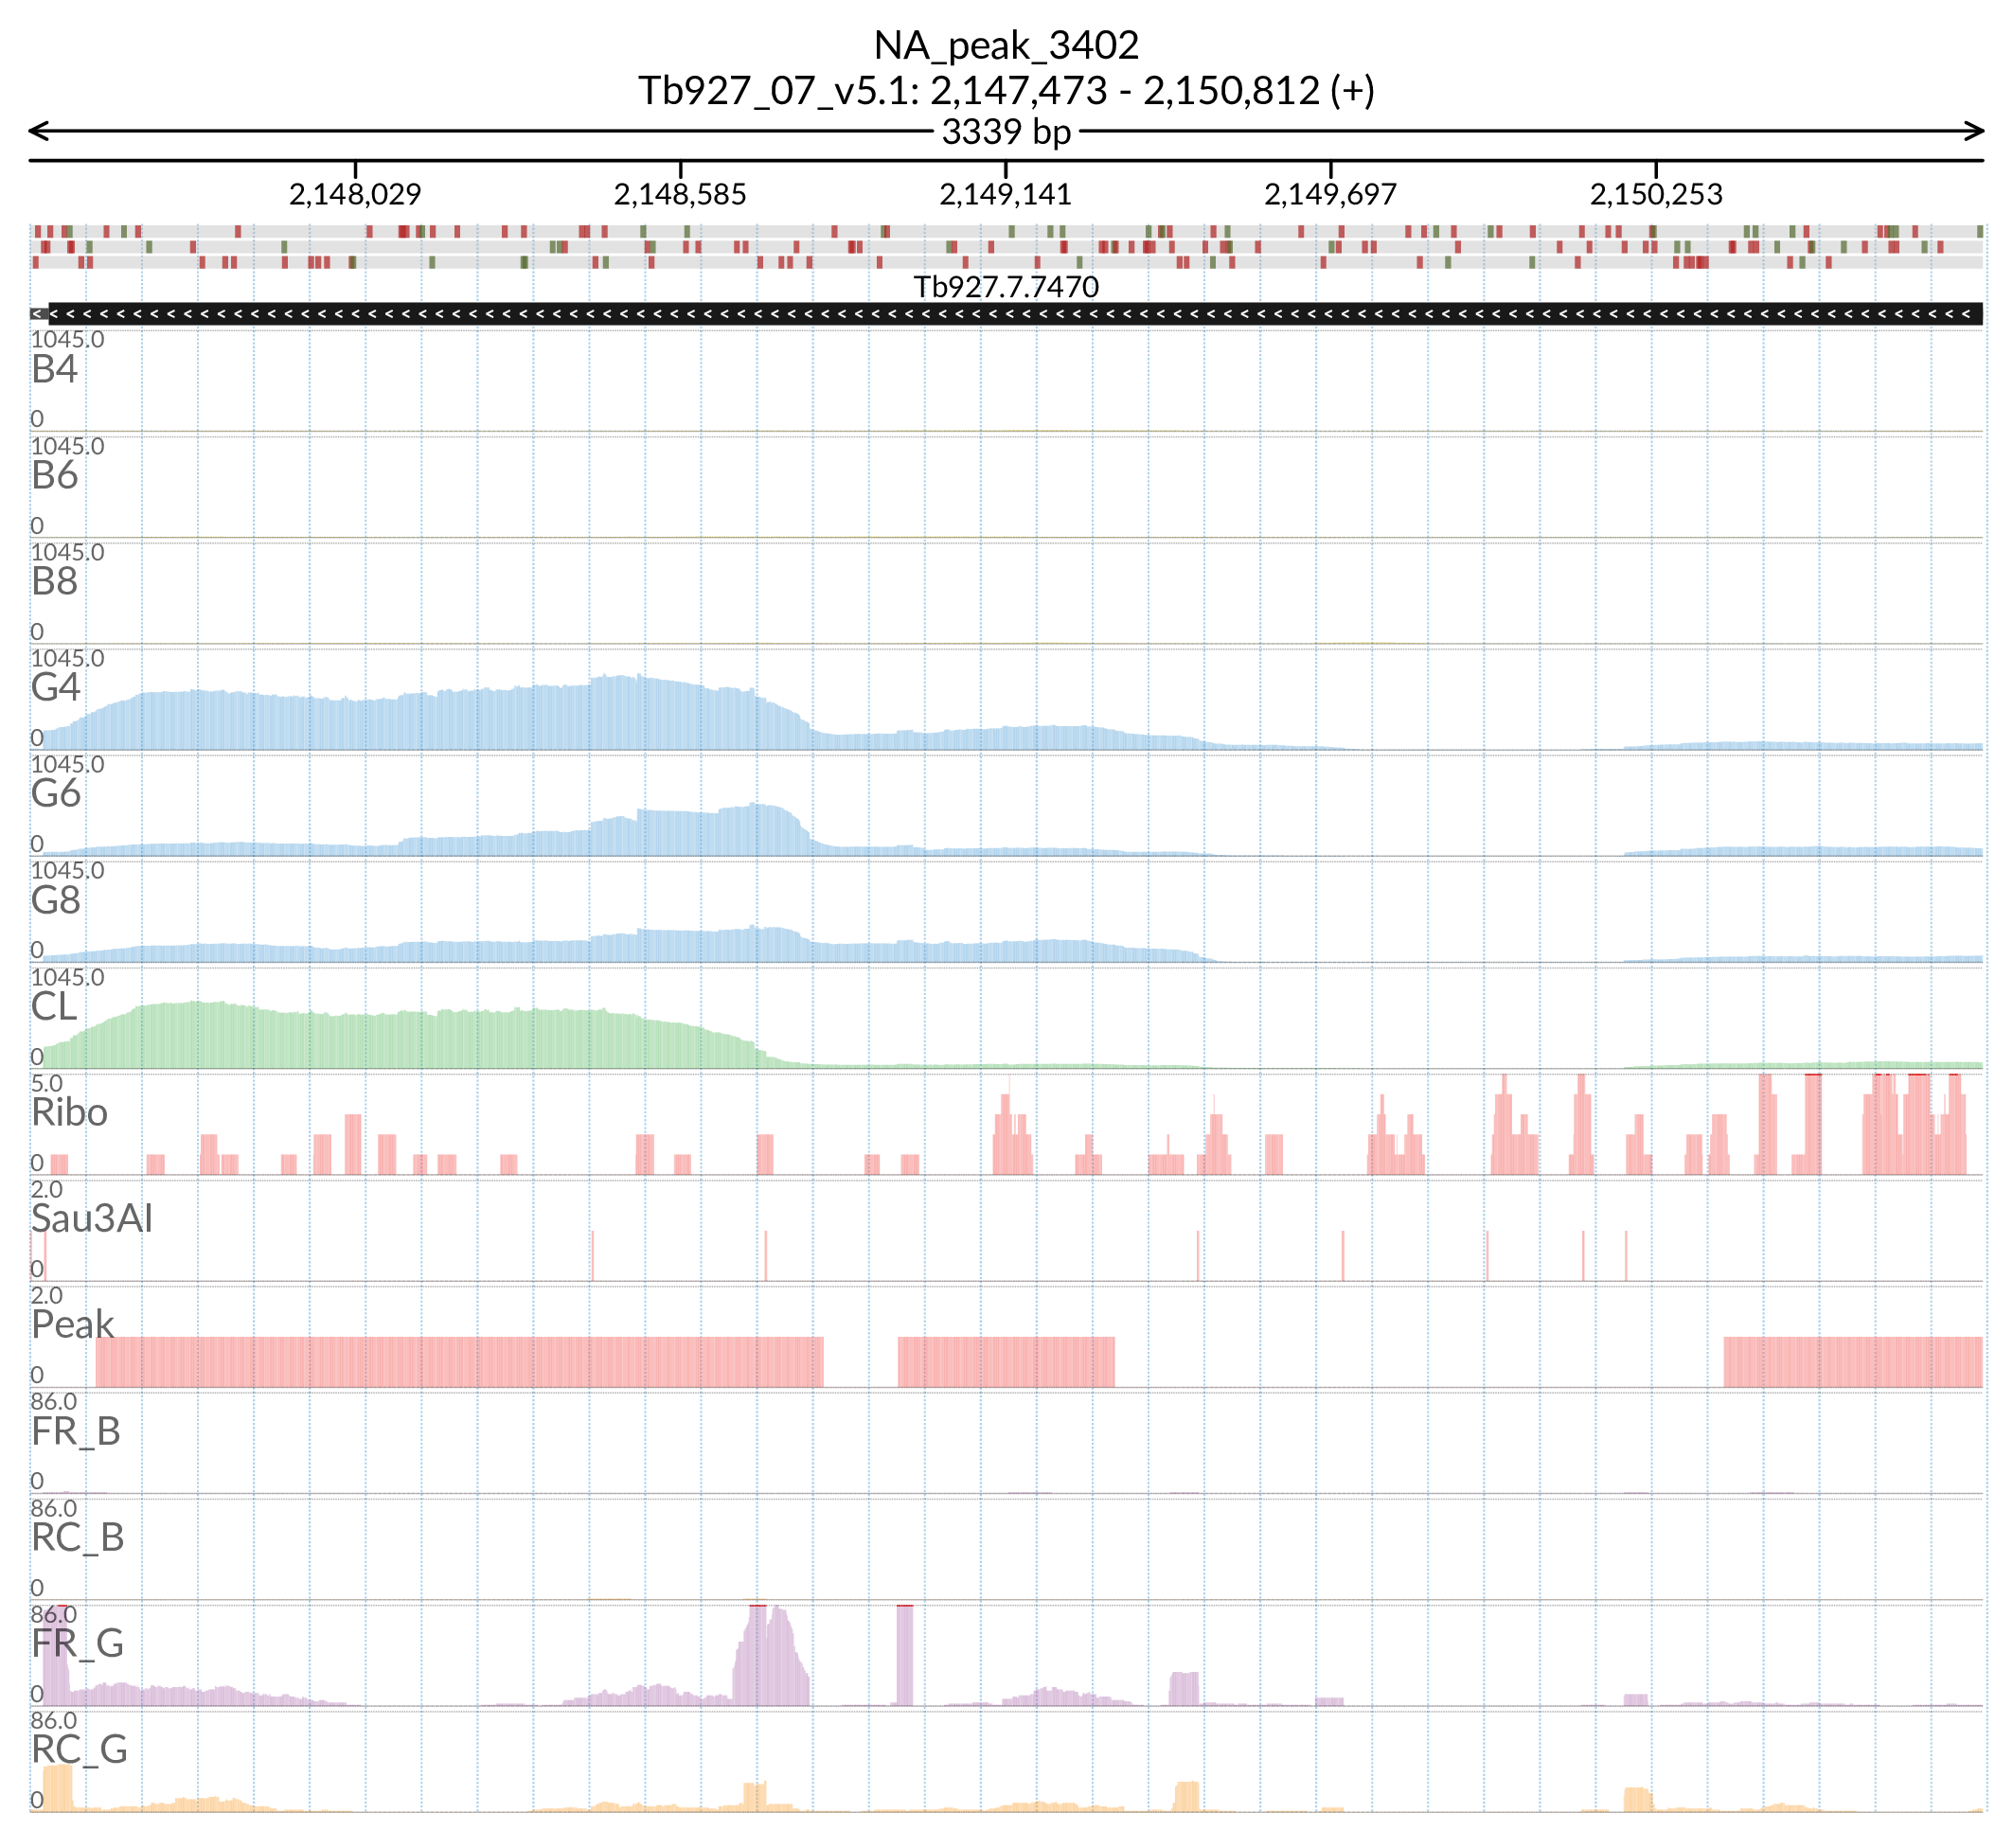 NA_peak_3402
Tb927_07_v5.1: 2,147,473 - 2,150,812 (+)
3339 bp
2,148,029 2,148,585 2,149,141 2,149,697 2,150,253
Tb927.7.7470
1045.0
B4
0
1045.0
B6
0
1045.0
B8
0
1045.0
G4
0
1045.0
G6
0
1045.0
G8
0
1045.0
CL
0
5.0
Ribo
0
2.0
Sau3AI
0
2.0
Peak
0
86.0
FR_B
0
86.0
RC_B
0
86.0
FR_G
0
86.0
RC_G
0